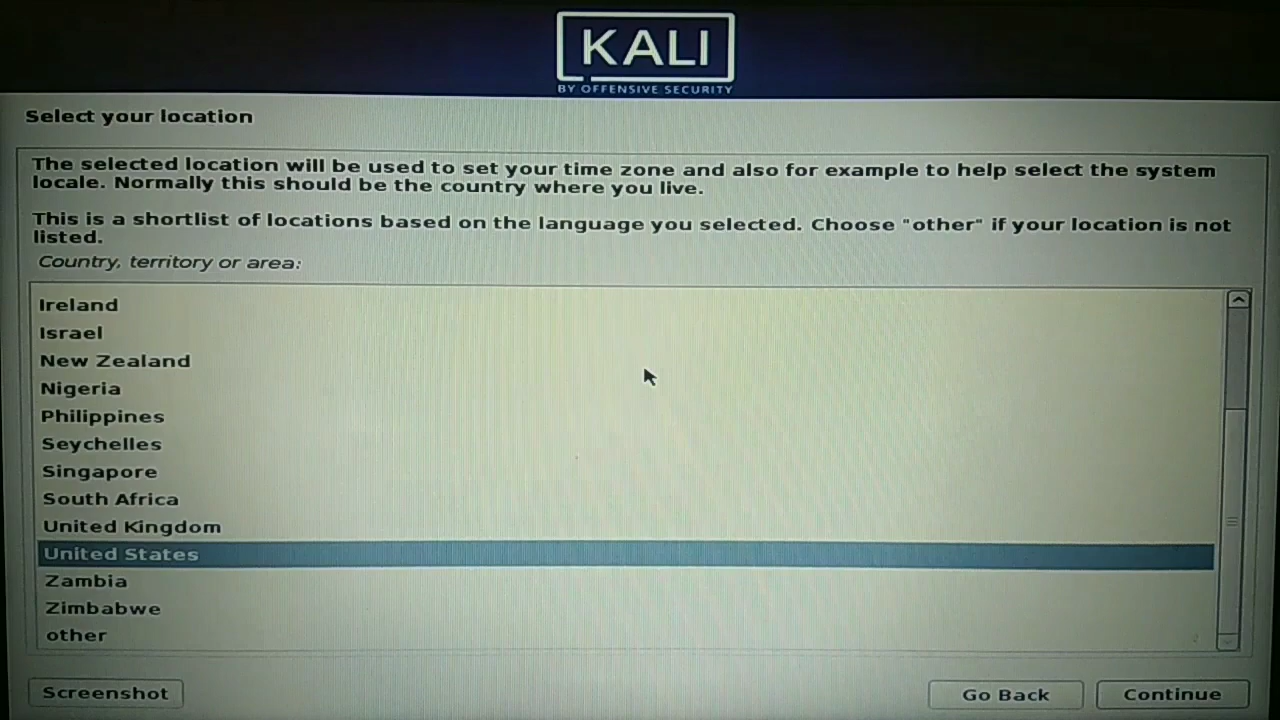 KALI
BY OFFENSIVE SECURITY
Select your location
The selected location will be used to set your time zone and also for example to help select the system
locale. Normally this should be the country where you live.
This is a shortlist of locations based on the language you selected. Choose "other" if your location is not
listed.
Country, territory or area:
Ireland
Israel
New Zealand
Nigeria
Philippines
Seychelles
Singapore
South Africa
United Kingdom
United States
Zambia
Zimbabwe
other
Screenshot
Go Back
Continue